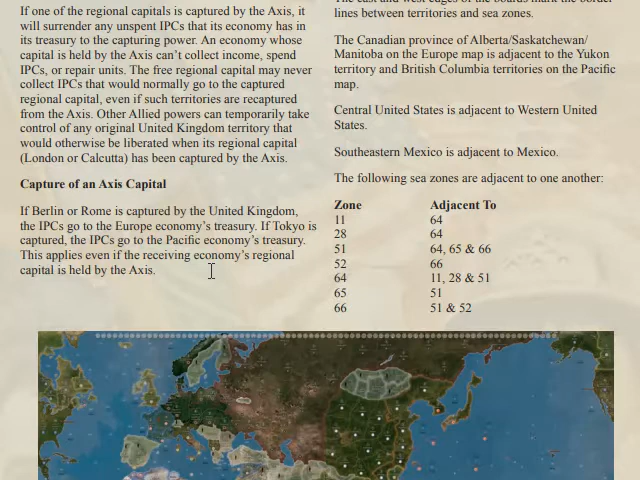 If one of the regional capitals is captured by the Axis, it
will surrender any unspent IPCs that its economy has in
its treasury to the capturing power. An economy whose
capital is held by the Axis can't collect income, spend
IPCs, or repair units. The free regional capital may never
collect IPCs that would normally go to the captured
regional capital, even if such territories are recaptured
from the Axis. Other Allied powers can temporarily take
control of any original United Kingdom territory that
would otherwise be liberated when its regional capital
(London or Calcutta) has been captured by the Axis.
Capture of an Axis Capital
If Berlin or Rome is captured by the United Kingdom,
the IPCs go to the Europe economy's treasury. If Tokyo is
captured, the IPCs go to the Pacific economy's treasury.
This applies even if the receiving economy's regional
capital is held by the Axis.
lines between territories and sea zones.
The Canadian province of Alberta/Saskatchewan/
Manitoba on the Europe map is adjacent to the Yukon
territory and British Columbia territories on the Pacific
map.
Central United States is adjacent to Western United
States.
Southeastern Mexico is adjacent to Mexico.
The following sea zones are adjacent to one another:
Zone Adjacent To
11 64
28 64
51 64, 65 & 66
52 66
64 11, 28 & 51
65 51
66 51 & 52